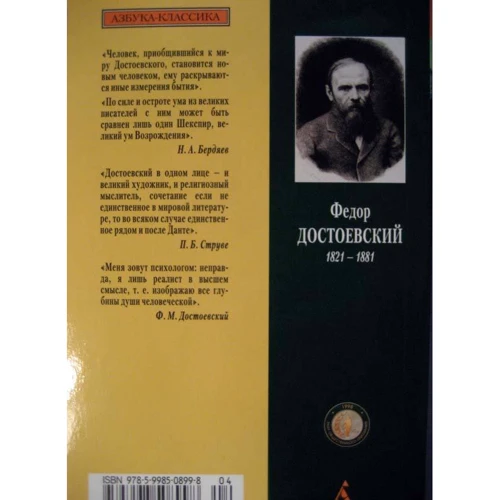 АЗБУКА-КЛАССИКА
«Человек, приобщившийся к ми-
ру Достоевского, становится но-
вым человеком, ему раскрывают-
ся иные измерения бытия».
«По силе и остроте ума из великих
писателей с ним может быть
сравнен лишь один Шекспир, ве-
ликий ум Возрождения».
Н. А. Бердяев
«Достоевский в одном лице – и
великий художник, и религиозный
мыслитель, сочетание если не
единственное в мировой литерату-
ре, то во всяком случае единствен-
ное рядом и после Данте».
П. Б. Струве
«Меня зовут психологом: неправ-
да, я лишь реалист в высшем
смысле, т. е. изображаю все глу-
бины души человеческой».
Ф. М. Достоевский
Федор
ДОСТОЕВСКИЙ
1821 – 1881
ISBN 978-5-9985-0899-8
04